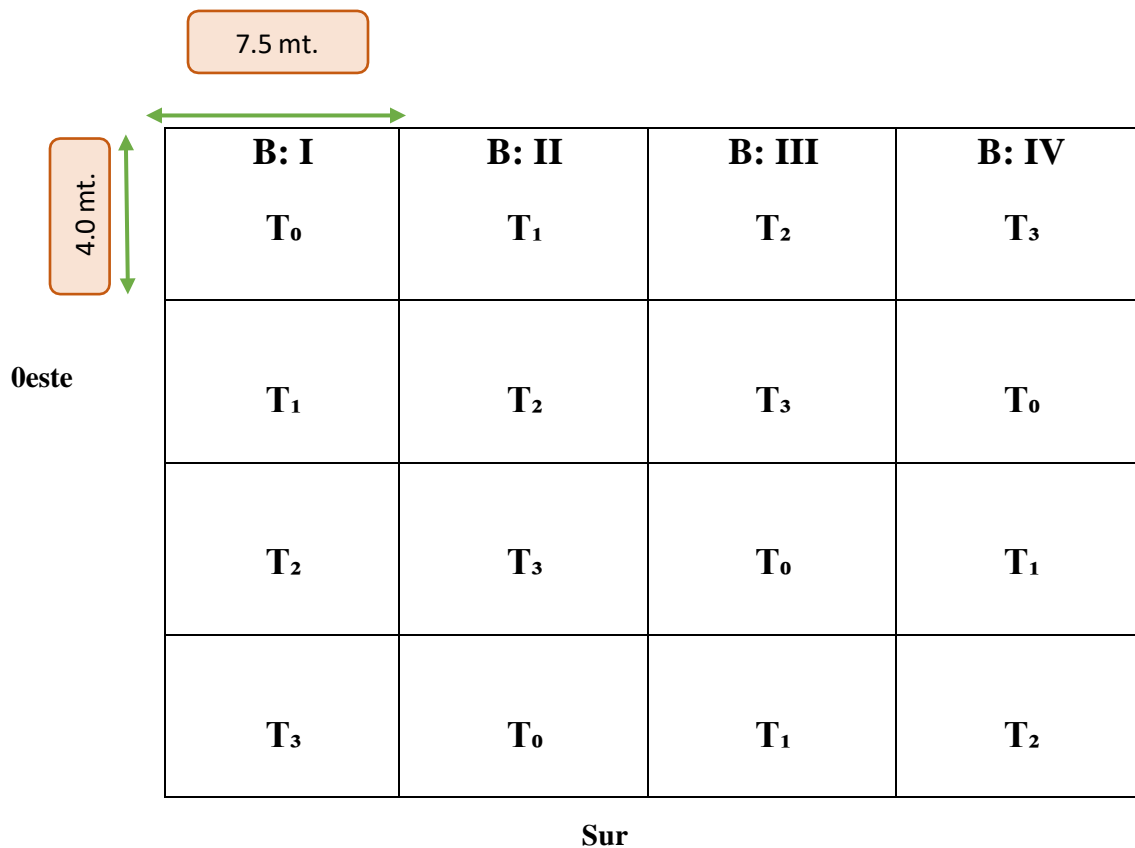 7.5 mt.
4.0 mt.
B: I B: II B: III B: IV
T₀ T₁ T₂ T₃
0este
T₁ T₂ T₃ T₀
T₂ T₃ T₀ T₁
T₃ T₀ T₁ T₂
Sur